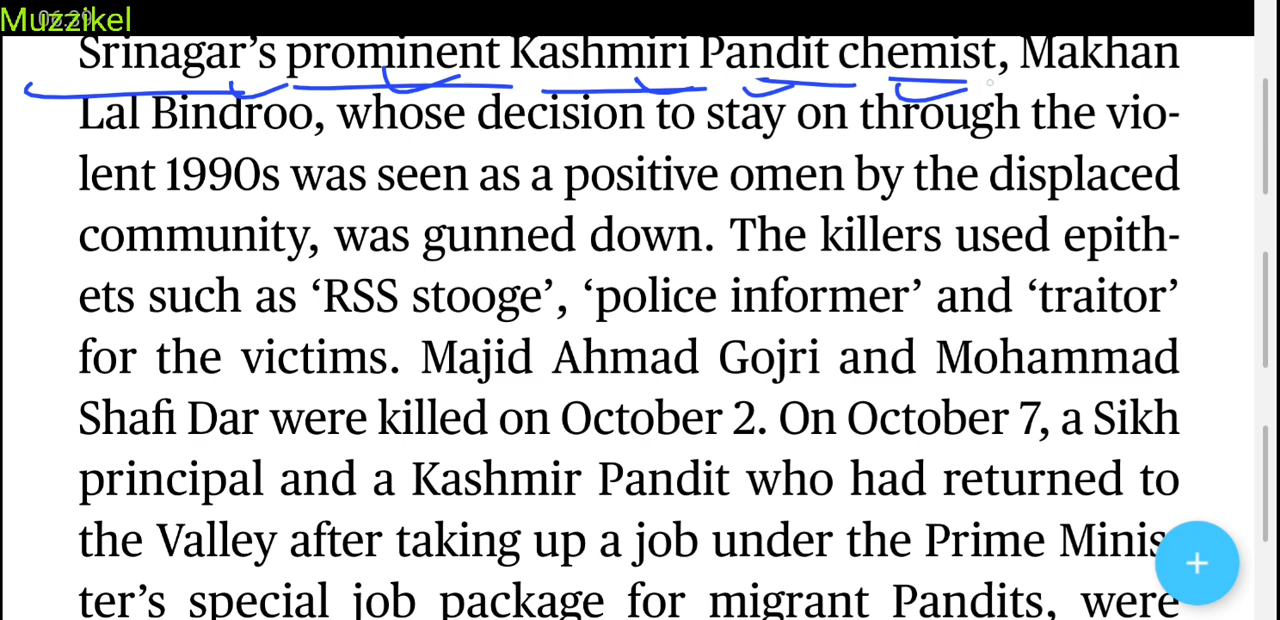 Muzzikel
Srinagar’s prominent Kashmiri Pandit chemist, Makhan
Lal Bindroo, whose decision to stay on through the vio-
lent 1990s was seen as a positive omen by the displaced
community, was gunned down. The killers used epith-
ets such as ‘RSS stooge’, ‘police informer’ and ‘traitor’
for the victims. Majid Ahmad Gojri and Mohammad
Shafi Dar were killed on October 2. On October 7, a Sikh
principal and a Kashmir Pandit who had returned to
the Valley after taking up a job under the Prime Minis-
ter’s special job package for migrant Pandits, were